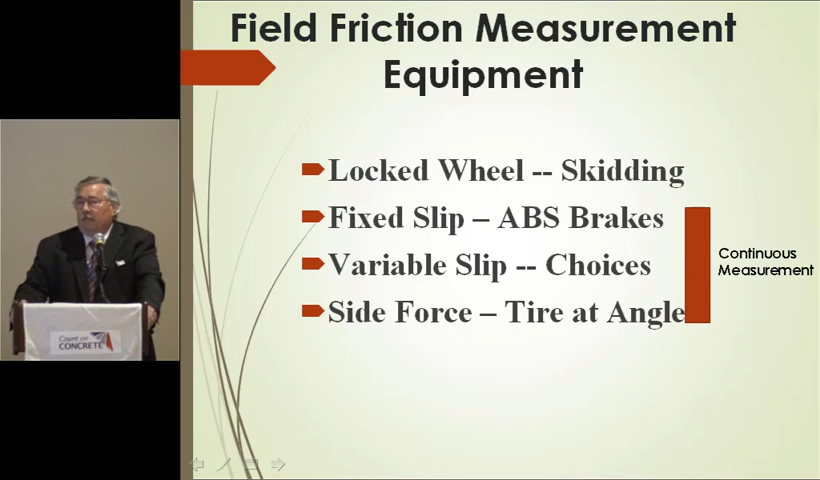 Field Friction Measurement
Equipment
Locked Wheel -- Skidding
Fixed Slip – ABS Brakes
Variable Slip -- Choices
Side Force – Tire at Angle
Continuous
Measurement
Count on
CONCRETE